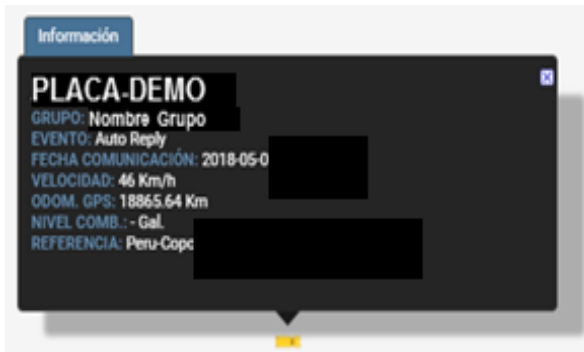 Información
PLACA-DEMO
GRUPO: Nombre Grupo
EVENTO: Auto Reply
FECHA COMUNICACIÓN: 2018-05-0
VELOCIDAD: 46 Km/h
ODOM. GPS: 18865.64 Km
NIVEL COMB.: - Gal.
REFERENCIA: Peru-Copc